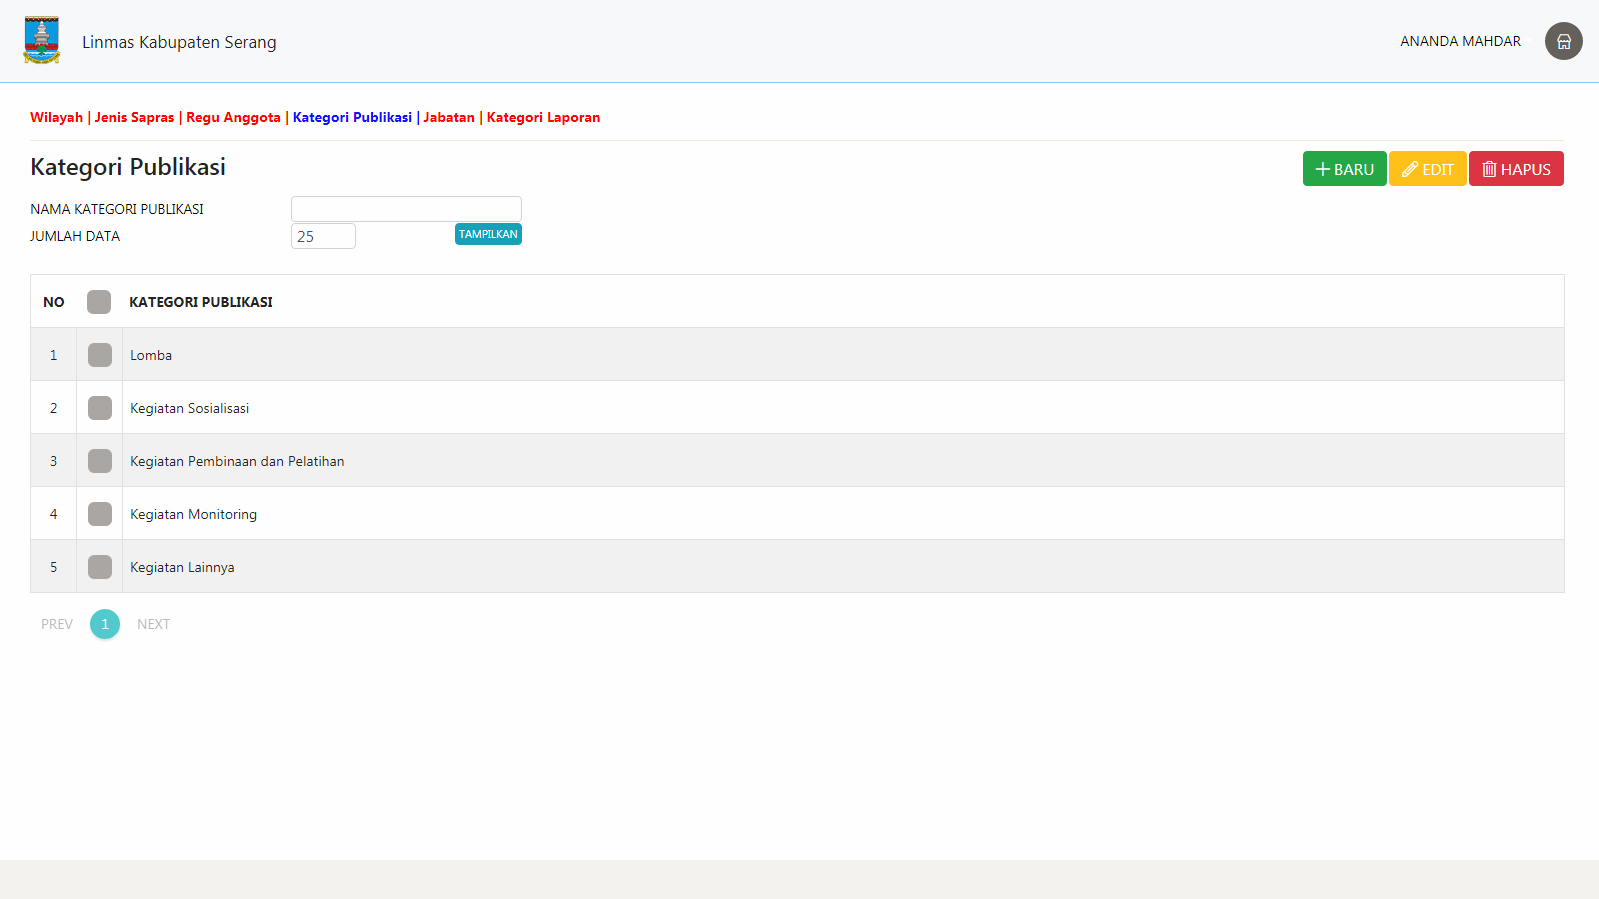 Linmas Kabupaten Serang
ANANDA MAHDAR
Wilayah | Jenis Sapras | Regu Anggota | Kategori Publikasi | Jabatan | Kategori Laporan
Kategori Publikasi
BARU
EDIT
HAPUS
NAMA KATEGORI PUBLIKASI
JUMLAH DATA 25 TAMPILKAN
NO KATEGORI PUBLIKASI
1 Lomba
2 Kegiatan Sosialisasi
3 Kegiatan Pembinaan dan Pelatihan
4 Kegiatan Monitoring
5 Kegiatan Lainnya
PREV 1 NEXT